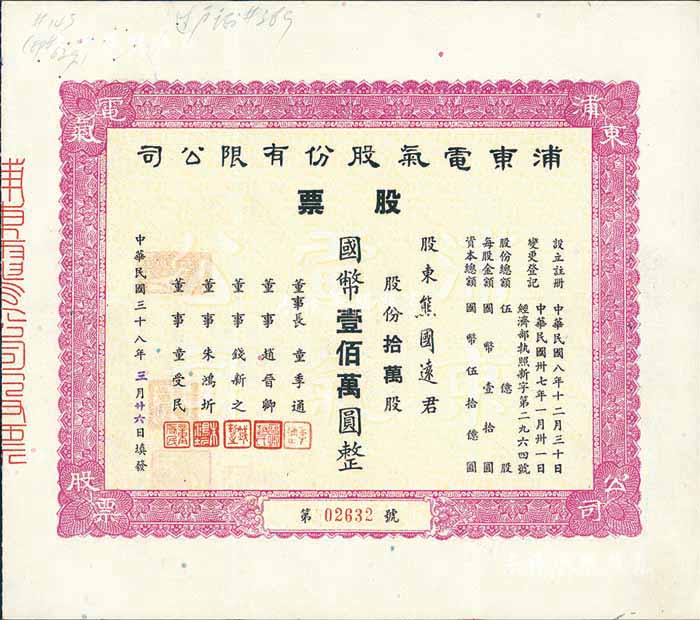 #145
過戶#369
浦東
電氣
公司
股票
浦東電氣股份有限公司
股票
設立註冊 中華民國八年十二月三十日
變更登記 中華民國卅七年一月卅一日
經濟部執照新字第二九六四號
股份總額 伍億股
每股金額 國幣壹拾圓
資本總額 國幣伍拾億圓
股東熊國遠君
股份拾萬股
國幣壹佰萬圓整
董事長 童季通
董事 趙晉卿
董事 錢新之
董事 朱鴻圻
董事 童受民
中華民國三十八年三月廿六日填發
第 02632 號